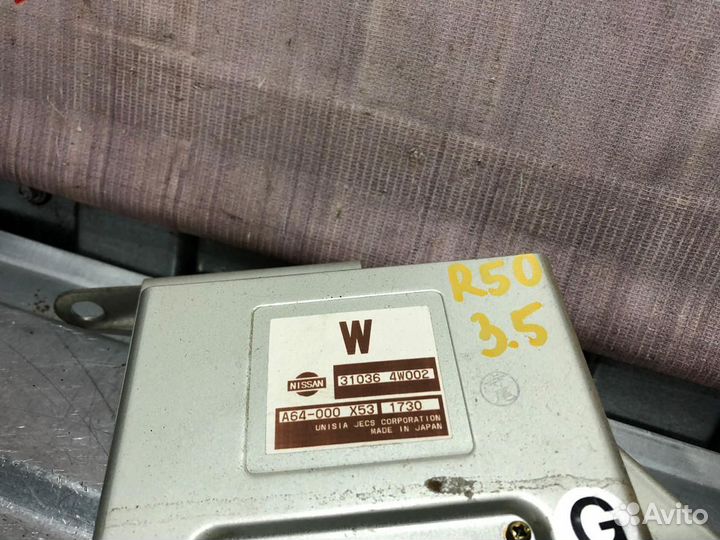 R50
3.5
W
NISSAN 31036 4W002
A64-000 X53 1730
UNISIA JECS CORPORATION
MADE IN JAPAN
G
Avito